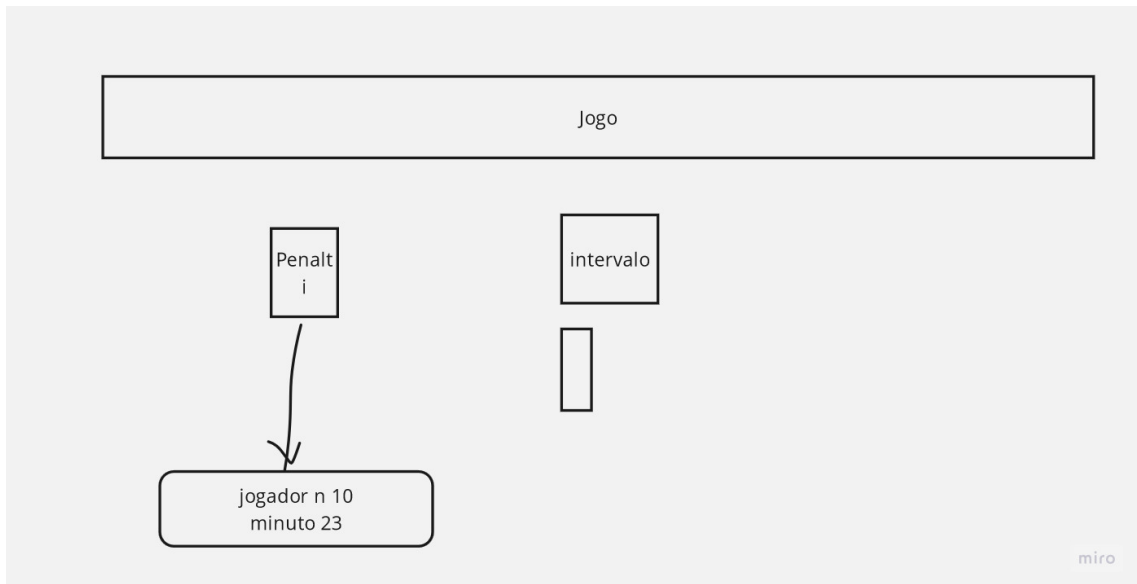 Jogo
Penalt
i
intervalo
jogador n 10
minuto 23
miro